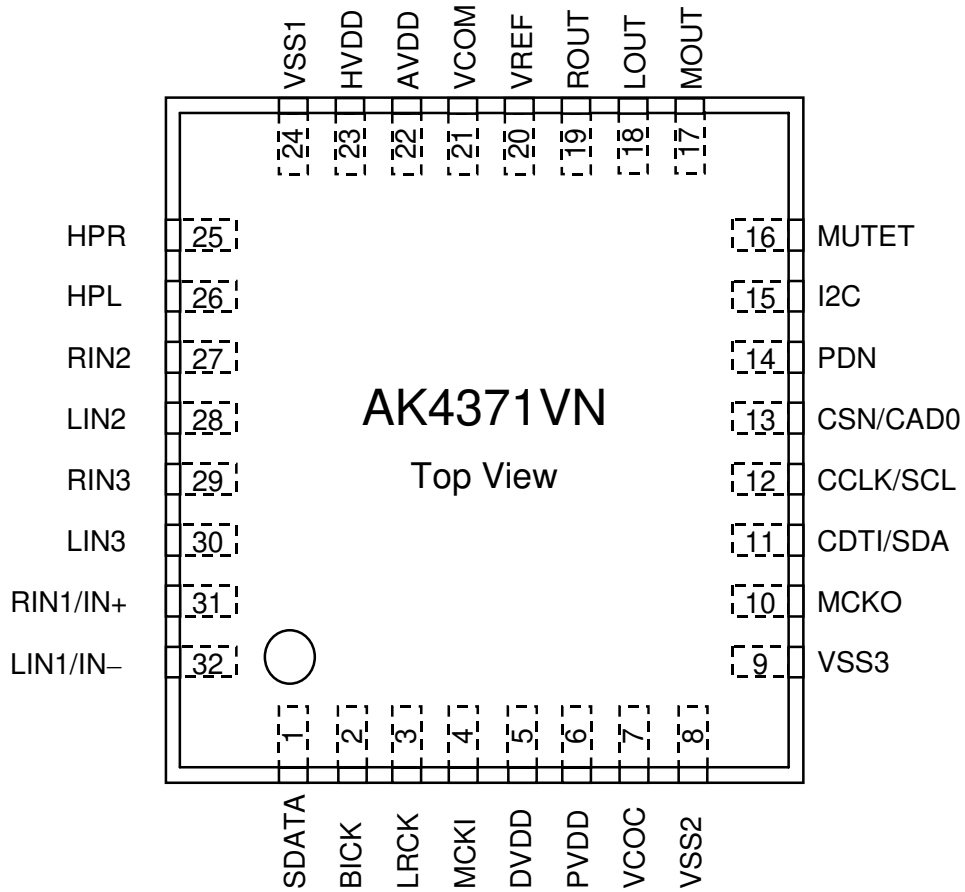 VSS1
HVDD
AVDD
VCOM
VREF
ROUT
LOUT
MOUT
24
23
22
21
20
19
18
17
HPR 25
HPL 26
RIN2 27
LIN2 28
RIN3 29
LIN3 30
RIN1/IN+ 31
LIN1/IN– 32
AK4371VN
Top View
16 MUTET
15 I2C
14 PDN
13 CSN/CAD0
12 CCLK/SCL
11 CDTI/SDA
10 MCKO
9 VSS3
1
2
3
4
5
6
7
8
SDATA
BICK
LRCK
MCKI
DVDD
PVDD
VCOC
VSS2